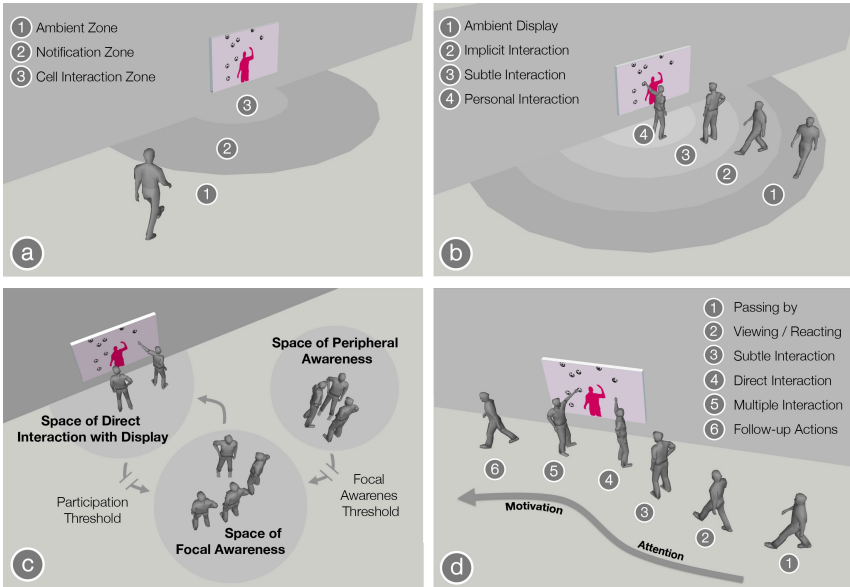 1 Ambient Zone
2 Notification Zone
3 Cell Interaction Zone
3
2
1
a
1 Ambient Display
2 Implicit Interaction
3 Subtle Interaction
4 Personal Interaction
4
3
2
1
b
Space of Peripheral
Awareness
Space of Direct
Interaction with Display
Participation
Threshold
Focal
Awarenes
Threshold
Space of
Focal Awareness
c
1 Passing by
2 Viewing / Reacting
3 Subtle Interaction
4 Direct Interaction
5 Multiple Interaction
6 Follow-up Actions
6
5
4
3
2
1
Motivation
Attention
d